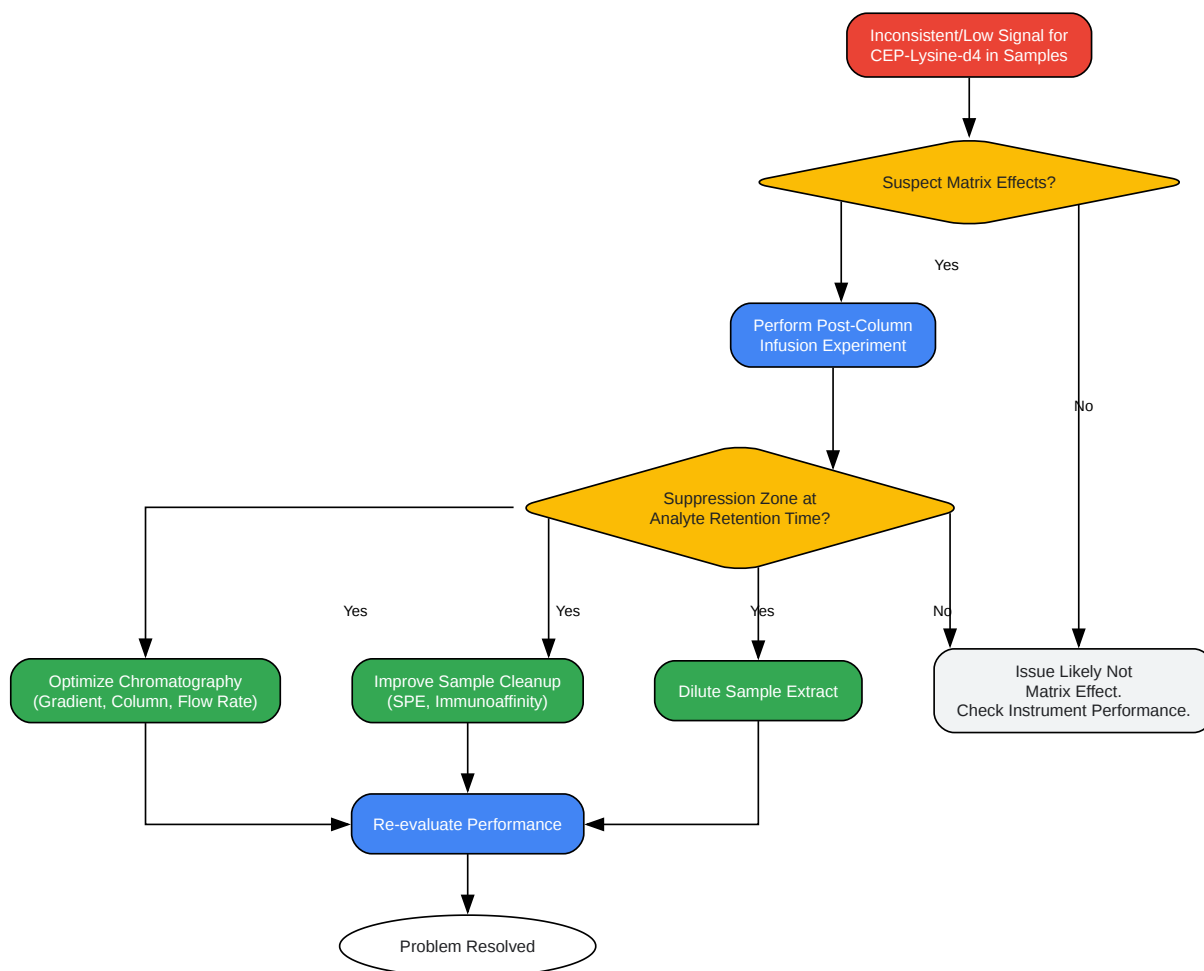 Inconsistent/Low Signal for
CEP-Lysine-d4 in Samples
Suspect Matrix Effects?
Yes
Perform Post-Column
Infusion Experiment
No
Suppression Zone at
Analyte Retention Time?
Yes
Yes
Yes
No
Optimize Chromatography
(Gradient, Column, Flow Rate)
Improve Sample Cleanup
(SPE, Immunoaffinity)
Dilute Sample Extract
Issue Likely Not
Matrix Effect.
Check Instrument Performance.
Re-evaluate Performance
Problem Resolved